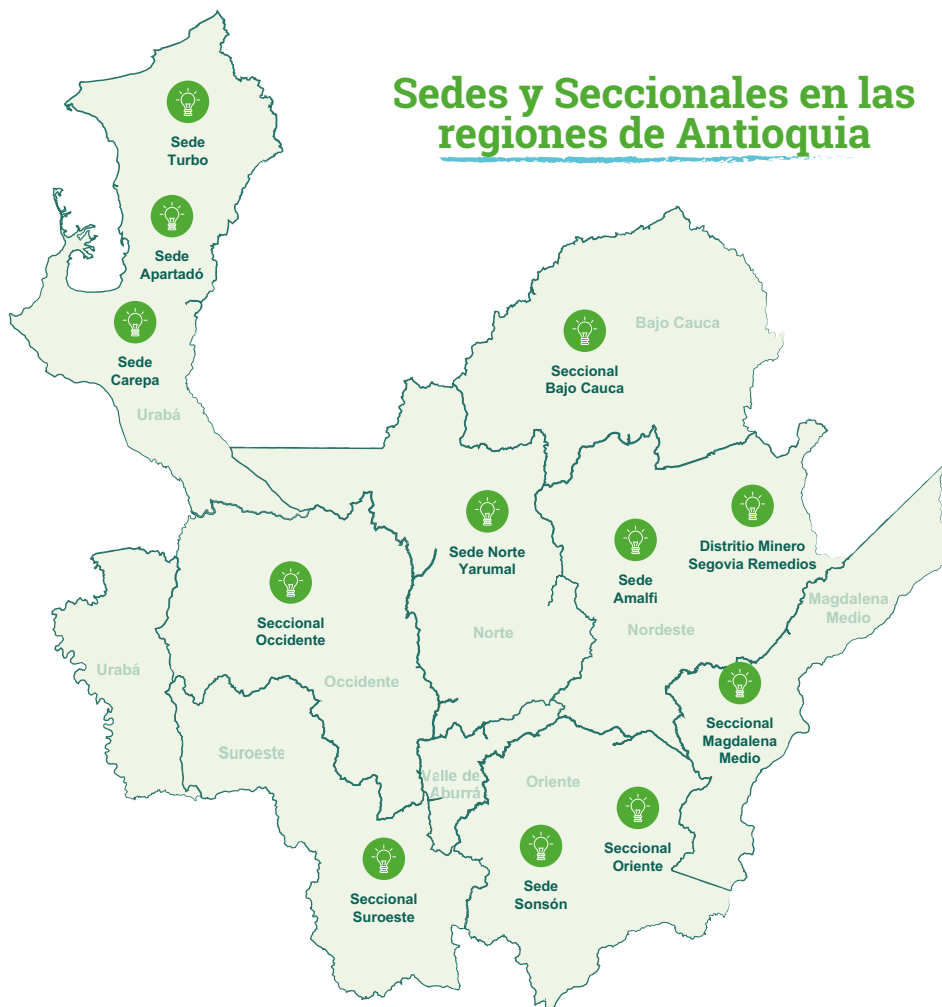 Sedes y Seccionales en las
regiones de Antioquia
Sede
Turbo
Sede
Apartadó
Sede
Carepa
Urabá
Bajo Cauca
Seccional
Bajo Cauca
Sede Norte
Yarumal
Norte
Sede
Amalfi
Nordeste
Distritio Minero
Segovia Remedios
Magdalena
Medio
Seccional
Occidente
Occidente
Urabá
Suroeste
Valle de
Aburrá
Oriente
Seccional
Magdalena
Medio
Seccional
Oriente
Sede
Sonsón
Seccional
Suroeste